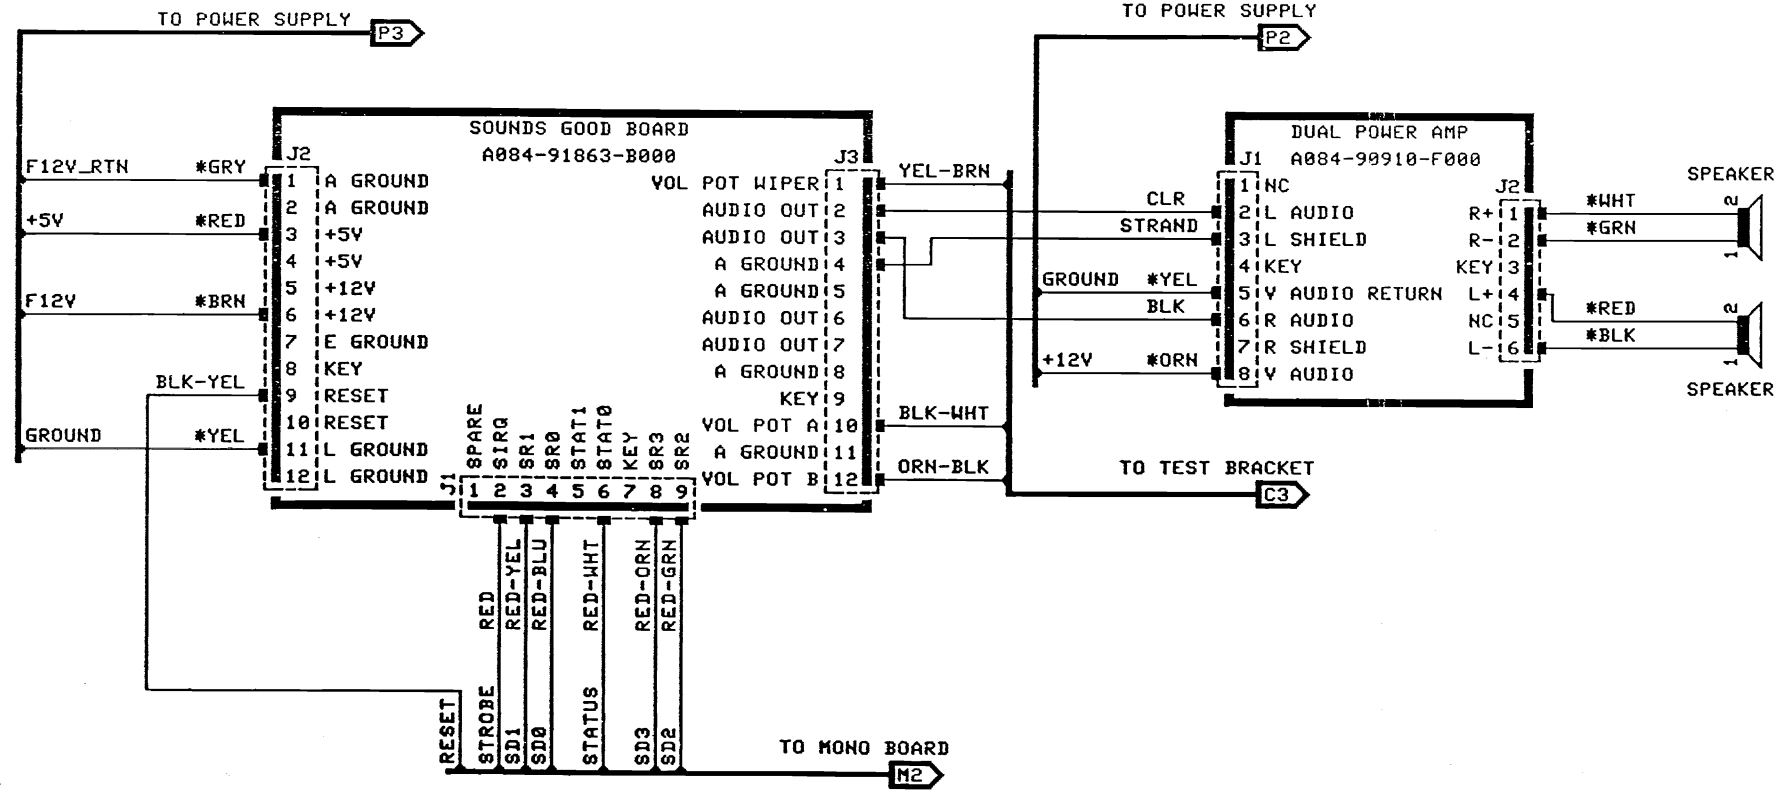 TO POWER SUPPLY P3
TO POWER SUPPLY
P2
SOUNDS GOOD BOARD
A084-91863-B000
J2
F12V_RTN *GRY 1 A GROUND
2 A GROUND
+5V *RED 3 +5V
4 +5V
5 +12V
F12V *BRN 6 +12V
7 E GROUND
8 KEY
BLK-YEL 9 RESET
10 RESET
GROUND *YEL 11 L GROUND
12 L GROUND
J3
VOL POT WIPER 1 YEL-BRN
AUDIO OUT 2
AUDIO OUT 3
A GROUND 4
A GROUND 5
AUDIO OUT 6
AUDIO OUT 7
A GROUND 8
KEY 9
VOL POT A 10 BLK-WHT
A GROUND 11
VOL POT B 12 ORN-BLK
J1
SPARE
SIRQ
SR1
SR0
STAT1
STAT0
KEY
SR3
SR2
1 2 3 4 5 6 7 8 9
RED
RED-YEL
RED-BLU
RED-WHT
RED-ORN
RED-GRN
RESET
STROBE
SD1
SD0
STATUS
SD3
SD2
TO MONO BOARD
M2
DUAL POWER AMP
A084-90910-F000
J1
1 NC
CLR 2 L AUDIO
STRAND 3 L SHIELD
4 KEY
GROUND *YEL 5 V AUDIO RETURN
BLK 6 R AUDIO
7 R SHIELD
+12V *ORN 8 V AUDIO
J2
R+ 1 *WHT
R- 2 *GRN
KEY 3
L+ 4 *RED
NC 5
L- 6 *BLK
SPEAKER
2
1
2
1
SPEAKER
TO TEST BRACKET
C3